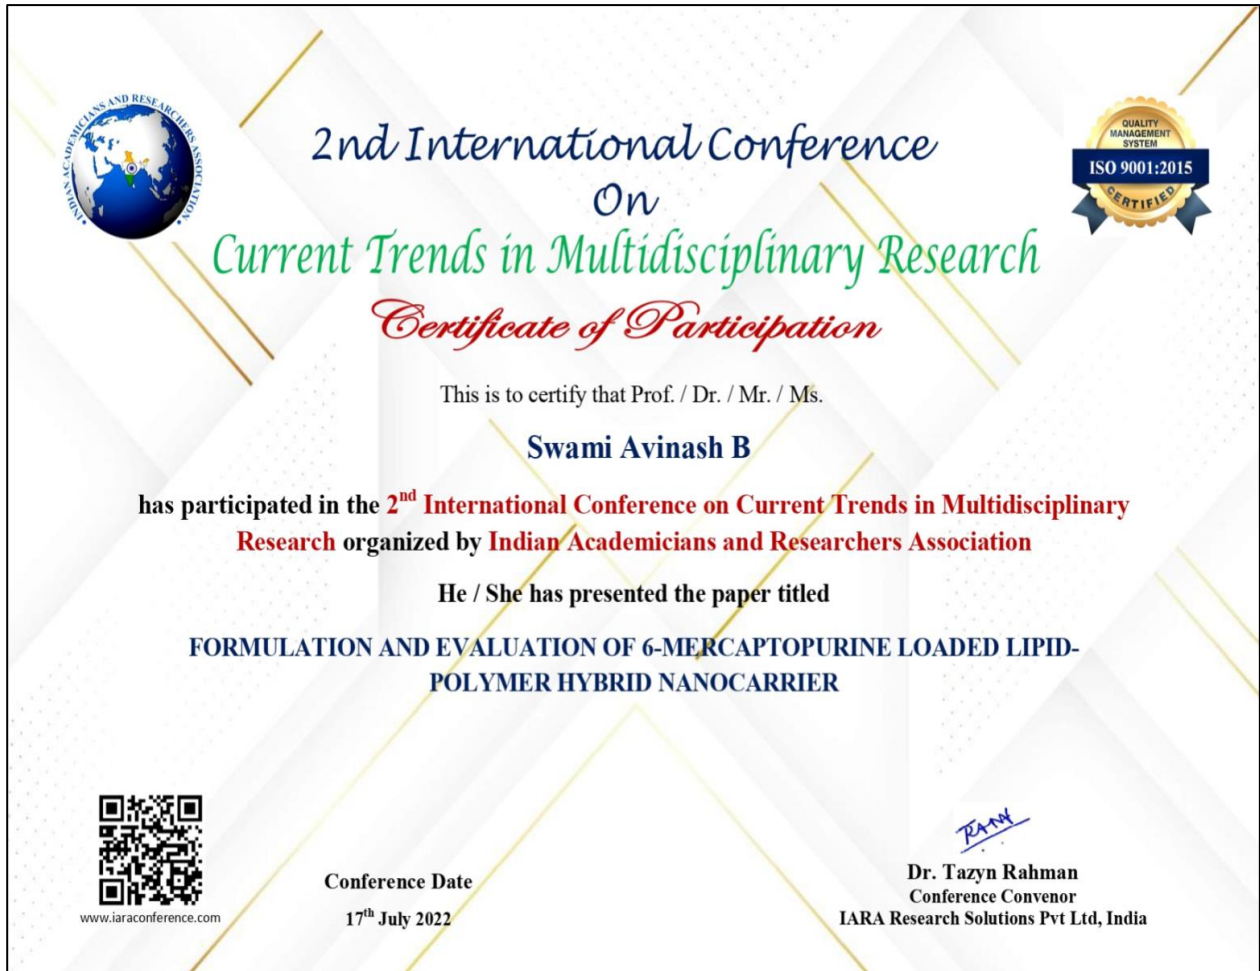 INDIAN ACADEMICIANS AND RESEARCHERS ASSOCIATION
QUALITY
MANAGEMENT
SYSTEM
ISO 9001:2015
CERTIFIED
2nd International Conference
On
Current Trends in Multidisciplinary Research
Certificate of Participation
This is to certify that Prof. / Dr. / Mr. / Ms.
Swami Avinash B
has participated in the 2nd International Conference on Current Trends in Multidisciplinary
Research organized by Indian Academicians and Researchers Association
He / She has presented the paper titled
FORMULATION AND EVALUATION OF 6-MERCAPTOPURINE LOADED LIPID-
POLYMER HYBRID NANOCARRIER
www.iaraconference.com
Conference Date
17th July 2022
Dr. Tazyn Rahman
Conference Convenor
IARA Research Solutions Pvt Ltd, India